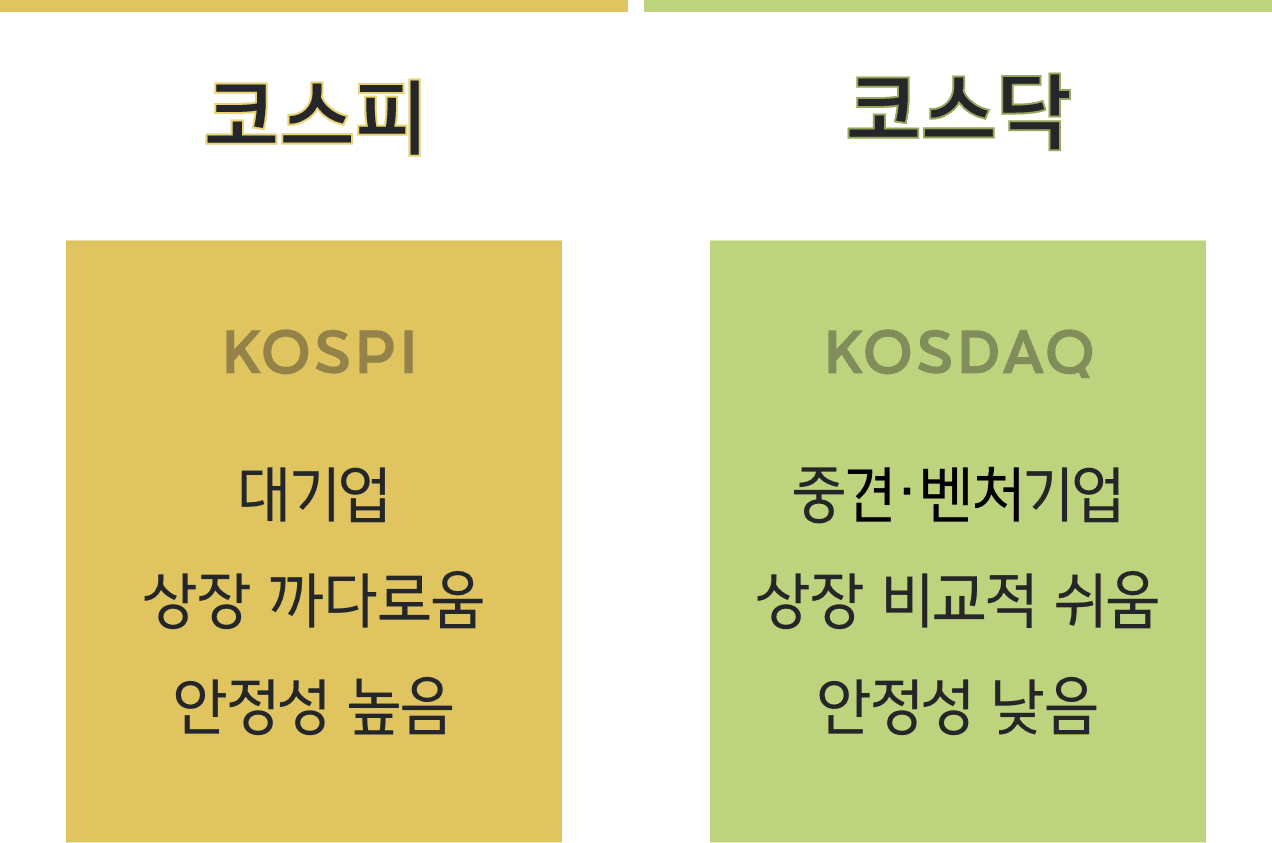 코스피
KOSPI
대기업
상장 까다로움
안정성 높음
코스닥
KOSDAQ
중견·벤처기업
상장 비교적 쉬움
안정성 낮음